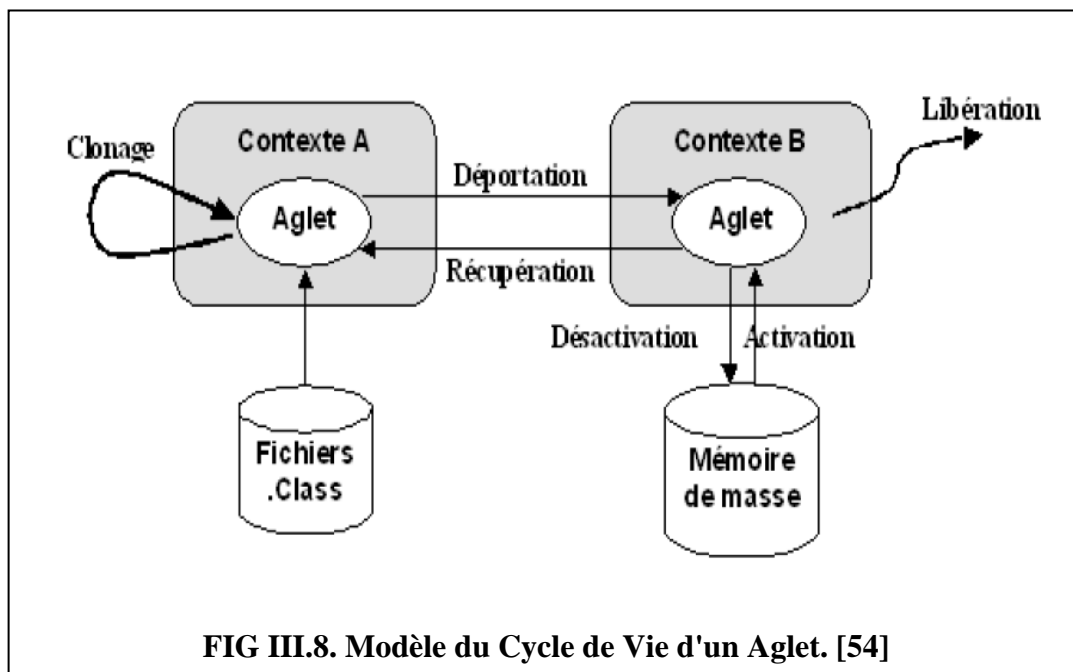 Libération
Contexte A
Contexte B
Clonage
Déportation
Aglet
Aglet
Récupération
Désactivation
Activation
Fichiers
.Class
Mémoire
de masse
FIG III.8. Modèle du Cycle de Vie d'un Aglet. [54]